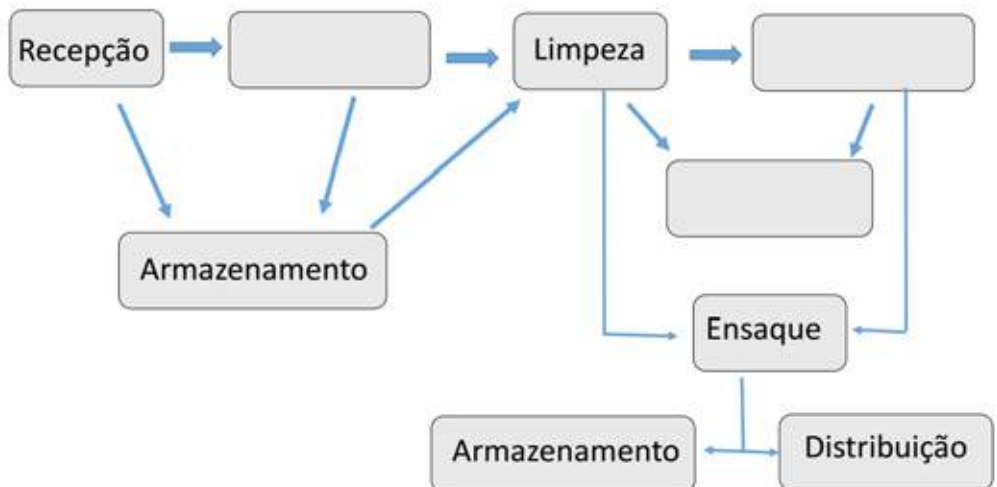 Recepção
Limpeza
Armazenamento
Ensaque
Armazenamento
Distribuição